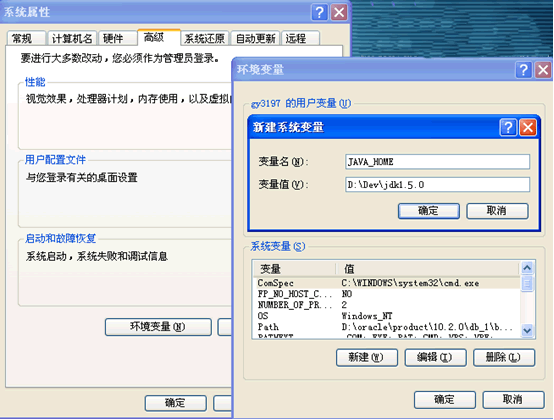 系统属性
常规 计算机名 硬件 高级 系统还原 自动更新 远程
要进行大多数改动，您必须作为管理员登录。
性能
视觉效果，处理器计划，内存使用，以及虚拟
用户配置文件
与您登录有关的桌面设置
启动和故障恢复
系统启动，系统失败和调试信息
环境变量(N)
确定
环境变量
gy3197 的用户变量(U)
新建系统变量
变量名(N): JAVA_HOME
变量值(V): D:\Dev\jdk1.5.0
确定 取消
系统变量(S)
变量 值
ComSpec C:\WINDOWS\system32\cmd.exe
FP_NO_HOST_C... NO
NUMBER_OF_PR... 2
OS Windows_NT
Path D:\oracle\product\10.2.0\db_1\b...
新建(W) 编辑(I) 删除(L)
确定 取消